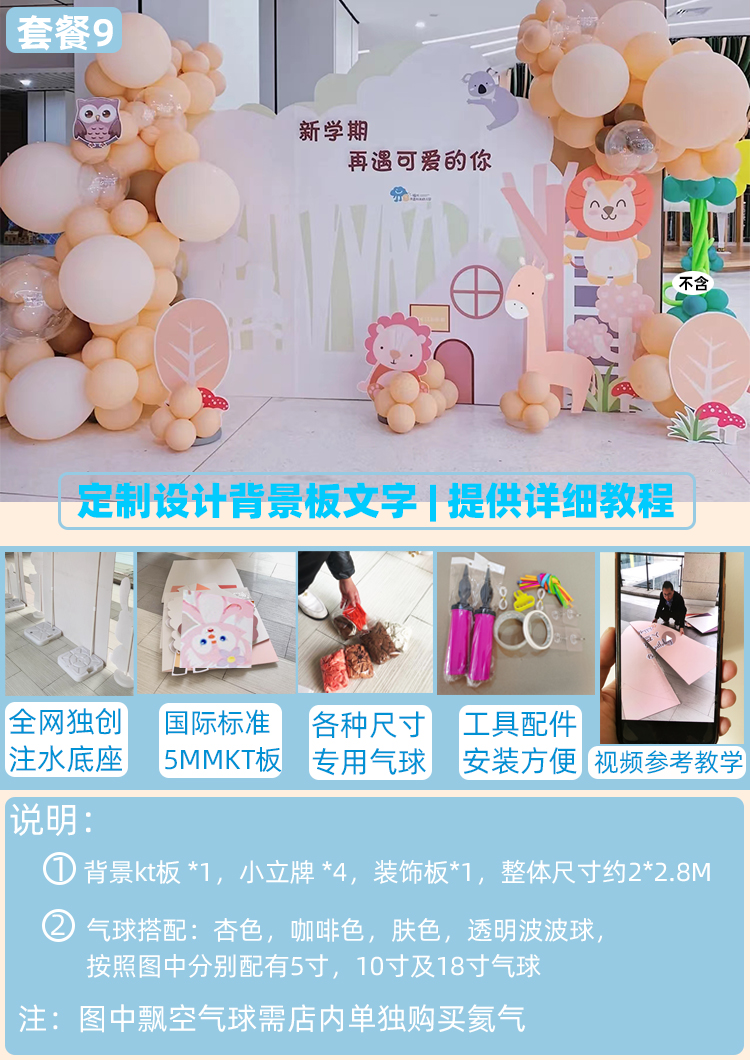 套餐9
新学期
再遇可爱的你
不含
定制设计背景板文字 | 提供详细教程
全网独创
注水底座
国际标准
5MMKT板
各种尺寸
专用气球
工具配件
安装方便
视频参考教学
说明：
① 背景kt板 *1，小立牌 *4，装饰板*1，整体尺寸约2*2.8M
② 气球搭配：杏色，咖啡色，肤色，透明波波球，
按照图中分别配有5寸，10寸及18寸气球
注：图中飘空气球需店内单独购买氦气